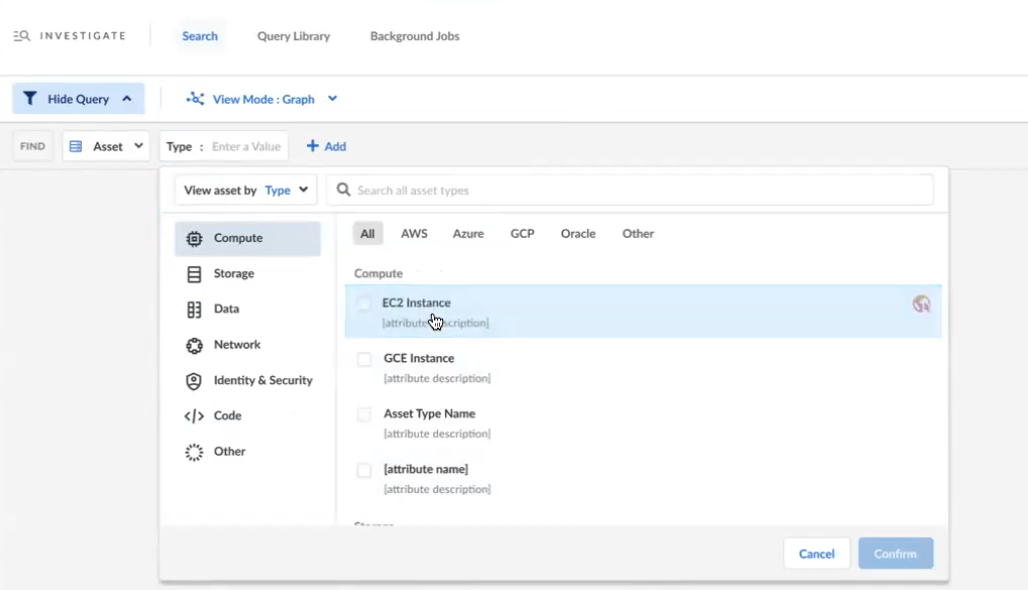 INVESTIGATE Search Query Library Background Jobs
Hide Query View Mode : Graph
FIND Asset Type : Enter a Value + Add
View asset by Type Search all asset types
Compute
Storage
Data
Network
Identity & Security
Code
Other
All AWS Azure GCP Oracle Other
Compute
EC2 Instance
GCE Instance
[attribute description]
Asset Type Name
[attribute description]
[attribute name]
[attribute description]
Cancel Confirm